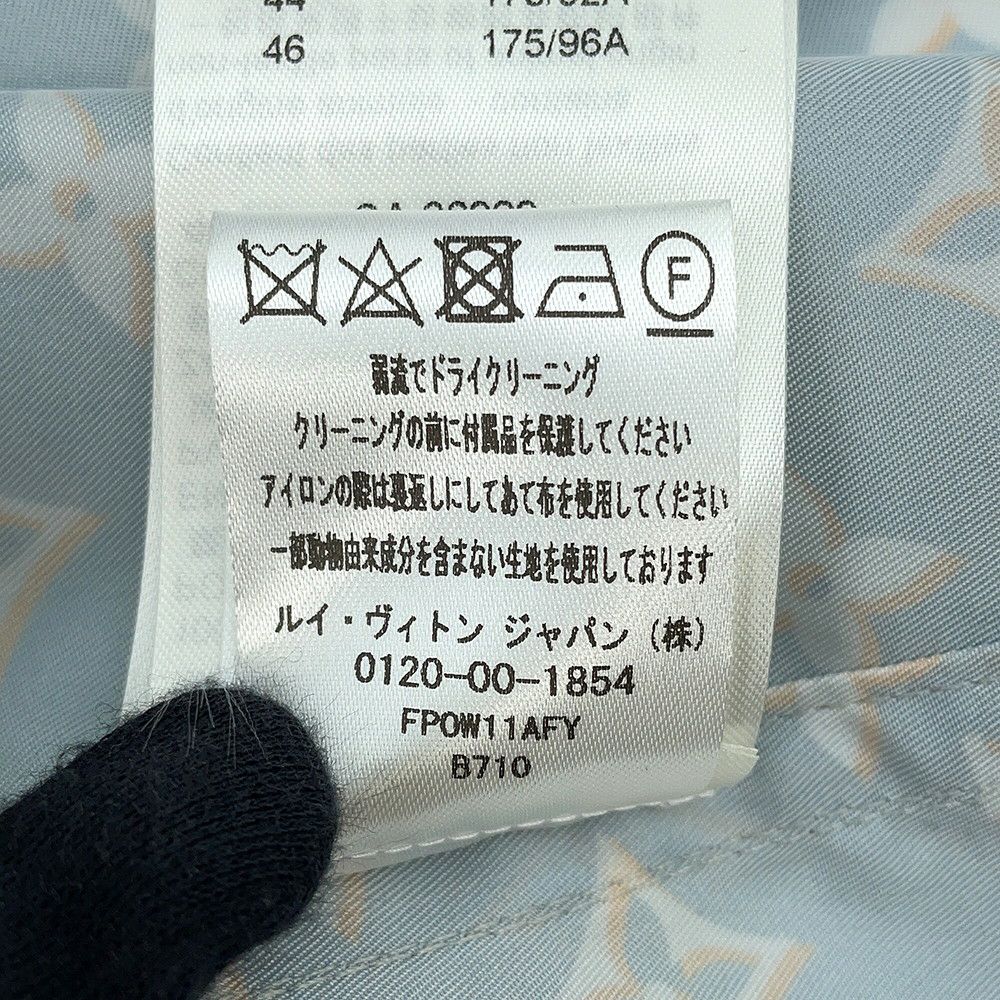 46 175/96A
F
弱流でドライクリーニング
クリーニングの前に付属品を保護してください
アイロンの際は裏返しにしてあて布を使用してください
一部動物由来成分を含まない生地を使用しております
ルイ・ヴィトン ジャパン (株)
0120-00-1854
FPOW11AFY
B710